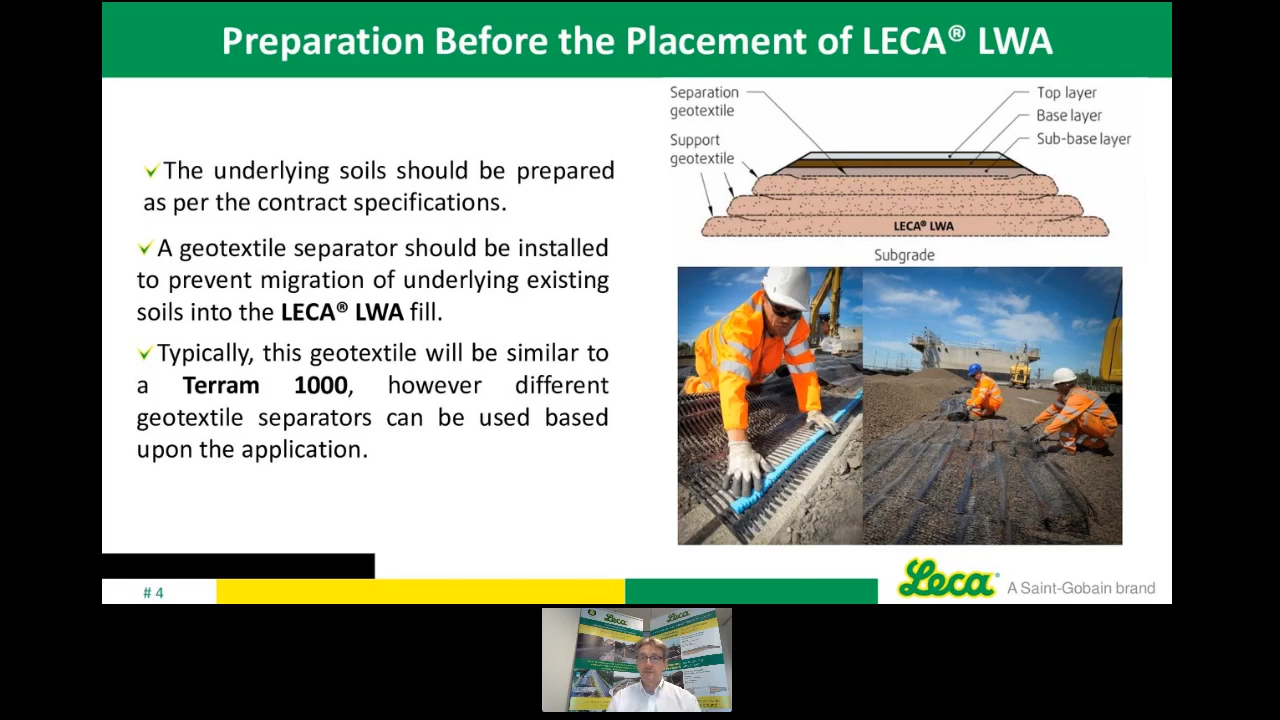 Preparation Before the Placement of LECA® LWA
The underlying soils should be prepared
as per the contract specifications.
A geotextile separator should be installed
to prevent migration of underlying existing
soils into the LECA® LWA fill.
Typically, this geotextile will be similar to
a Terram 1000, however different
geotextile separators can be used based
upon the application.
Separation
geotextile
Support
geotextile
Top layer
Base layer
Sub-base layer
LECA® LWA
Subgrade
# 4
Leca® A Saint-Gobain brand
Leca
Leca